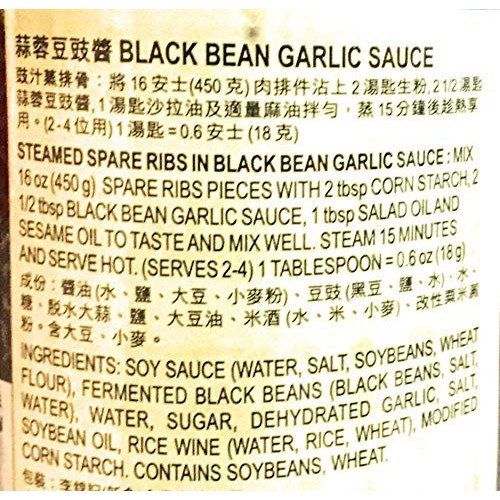 蒜蓉豆豉醬 BLACK BEAN GARLIC SAUCE
豉汁蒸排骨：將16安士(450克)肉排件沾上2湯匙生粉, 2 1/2湯匙
蒜蓉豆豉醬, 1湯匙沙拉油及適量麻油拌勻，蒸15分鐘後趁熱享
用。(2-4位用) 1湯匙=0.6安士(18克)
STEAMED SPARE RIBS IN BLACK BEAN GARLIC SAUCE: MIX
16 oz (450 g) SPARE RIBS PIECES WITH 2 tbsp CORN STARCH, 2
1/2 tbsp BLACK BEAN GARLIC SAUCE, 1 tbsp SALAD OIL AND
SESAME OIL TO TASTE AND MIX WELL. STEAM 15 MINUTES
AND SERVE HOT. (SERVES 2-4) 1 TABLESPOON = 0.6 oz (18 g)
成份：醬油(水、鹽、大豆、小麥粉)、豆豉(黑豆、鹽、水)、水、
糖、脫水大蒜、鹽、大豆油、米酒(水、米、小麥)、改性粟米澱
粉。含大豆、小麥。
INGREDIENTS: SOY SAUCE (WATER, SALT, SOYBEANS, WHEAT
FLOUR), FERMENTED BLACK BEANS (BLACK BEANS, SALT,
WATER), WATER, SUGAR, DEHYDRATED GARLIC, SALT,
SOYBEAN OIL, RICE WINE (WATER, RICE, WHEAT), MODIFIED
CORN STARCH. CONTAINS SOYBEANS, WHEAT.
包裝：李錦記